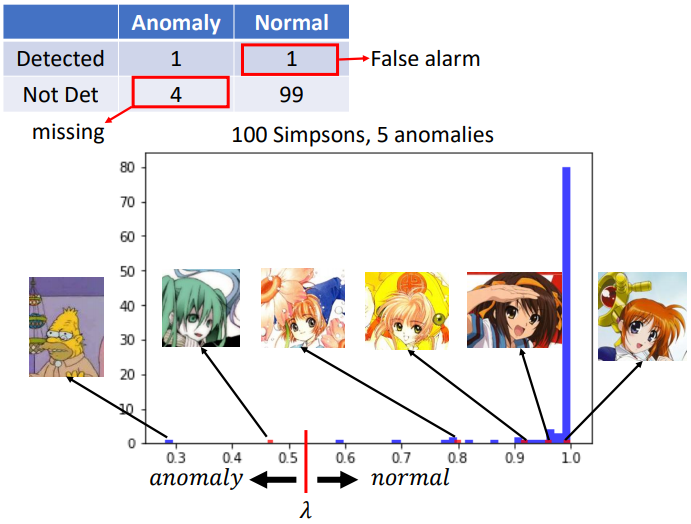 Anomaly Normal
Detected 1 1
False alarm
Not Det 4 99
missing
100 Simpsons, 5 anomalies
80
70
60
50
40
30
20
10
0
0.3 0.4 0.5 0.6 0.7 0.8 0.9 1.0
anomaly normal
λ